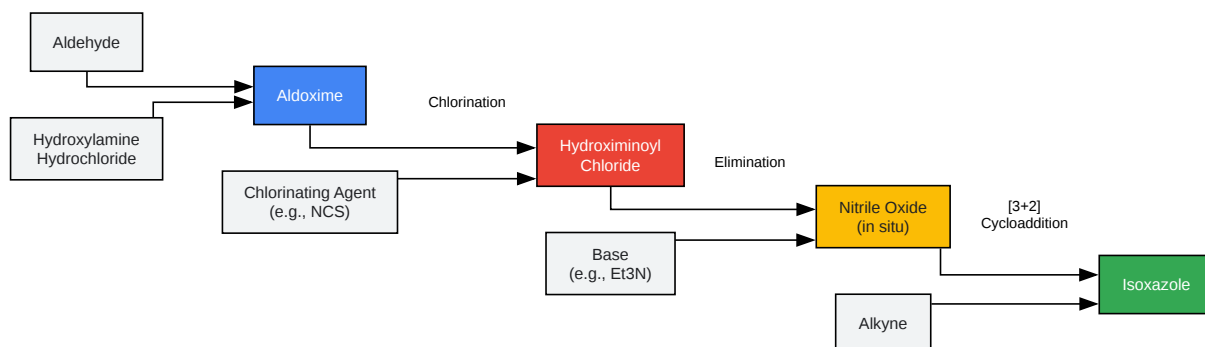 Aldehyde
Hydroxylamine
Hydrochloride
Aldoxime
Chlorination
Chlorinating Agent
(e.g., NCS)
Hydroximinoyl
Chloride
Elimination
Base
(e.g., Et3N)
Nitrile Oxide
(in situ)
[3+2]
Cycloaddition
Alkyne
Isoxazole